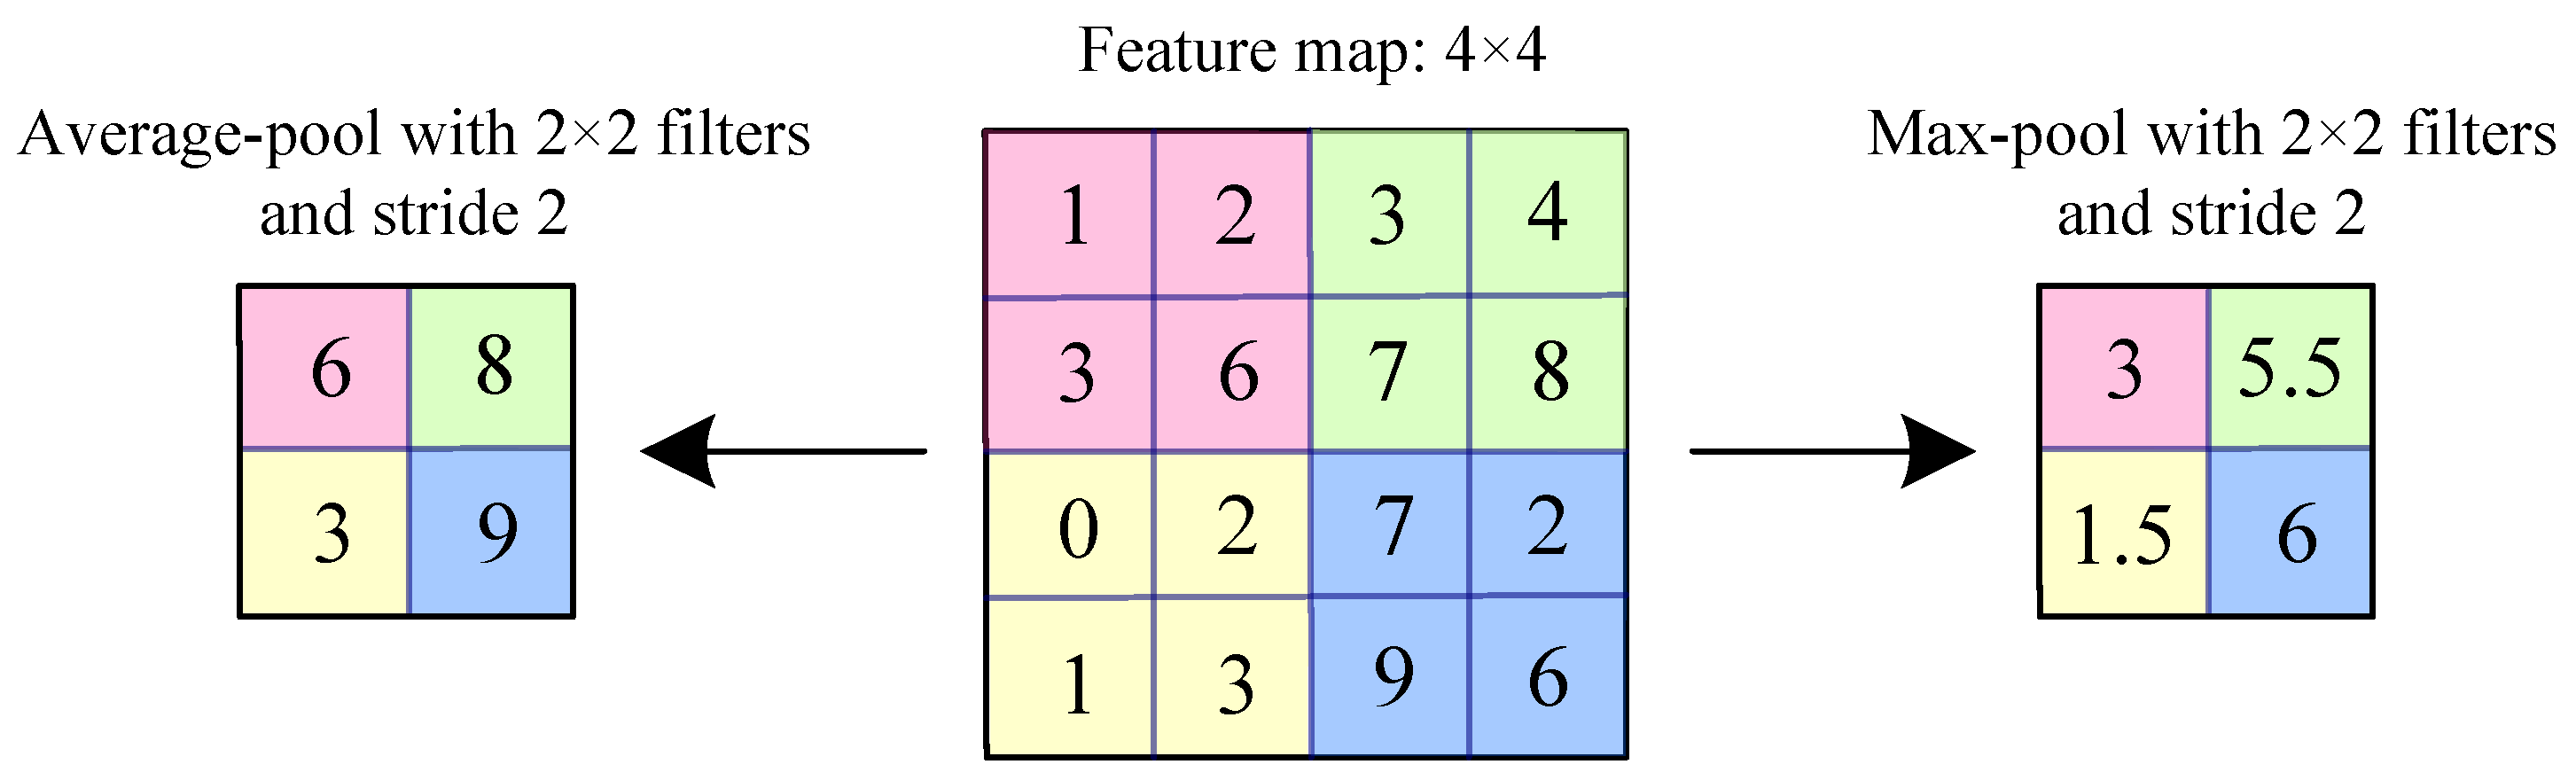 Feature map: 4×4
Average-pool with 2×2 filters
and stride 2
6 8
3 9
1 2 3 4
3 6 7 8
0 2 7 2
1 3 9 6
Max-pool with 2×2 filters
and stride 2
3 5.5
1.5 6